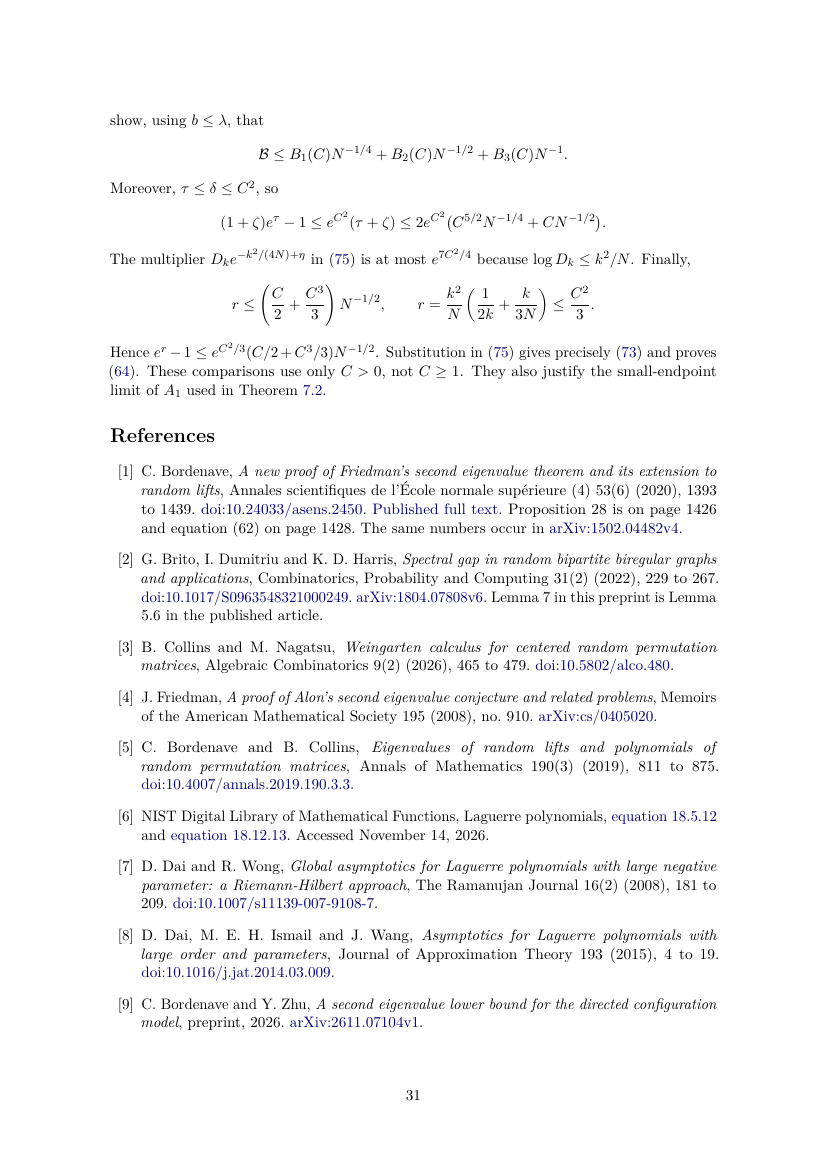 show, using b ≤ λ, that
ℬ ≤ B₁(C)N⁻¹/⁴ + B₂(C)N⁻¹/² + B₃(C)N⁻¹.
Moreover, τ ≤ δ ≤ C², so
(1 + ζ)e^τ − 1 ≤ e^{C²}(τ + ζ) ≤ 2e^{C²}(C^{5/2}N^{−1/4} + CN^{−1/2}).
The multiplier D_k e^{−k²/(4N)+η} in (75) is at most e^{7C²/4} because log D_k ≤ k²/N. Finally,
r ≤ (C/2 + C³/3) N^{−1/2}, r = k²/N (1/2k + k/3N) ≤ C²/3.
Hence e^r − 1 ≤ e^{C²/3}(C/2 + C³/3)N^{−1/2}. Substitution in (75) gives precisely (73) and proves
(64). These comparisons use only C > 0, not C ≥ 1. They also justify the small-endpoint
limit of A₁ used in Theorem 7.2.
References
[1] C. Bordenave, A new proof of Friedman's second eigenvalue theorem and its extension to
random lifts, Annales scientifiques de l'École normale supérieure (4) 53(6) (2020), 1393
to 1439. doi:10.24033/asens.2450. Published full text. Proposition 28 is on page 1426
and equation (62) on page 1428. The same numbers occur in arXiv:1502.04482v4.
[2] G. Brito, I. Dumitriu and K. D. Harris, Spectral gap in random bipartite biregular graphs
and applications, Combinatorics, Probability and Computing 31(2) (2022), 229 to 267.
doi:10.1017/S0963548321000249. arXiv:1804.07808v6. Lemma 7 in this preprint is Lemma
5.6 in the published article.
[3] B. Collins and M. Nagatsu, Weingarten calculus for centered random permutation
matrices, Algebraic Combinatorics 9(2) (2026), 465 to 479. doi:10.5802/alco.480.
[4] J. Friedman, A proof of Alon's second eigenvalue conjecture and related problems, Memoirs
of the American Mathematical Society 195 (2008), no. 910. arXiv:cs/0405020.
[5] C. Bordenave and B. Collins, Eigenvalues of random lifts and polynomials of
random permutation matrices, Annals of Mathematics 190(3) (2019), 811 to 875.
doi:10.4007/annals.2019.190.3.3.
[6] NIST Digital Library of Mathematical Functions, Laguerre polynomials, equation 18.5.12
and equation 18.12.13. Accessed November 14, 2026.
[7] D. Dai and R. Wong, Global asymptotics for Laguerre polynomials with large negative
parameter: a Riemann-Hilbert approach, The Ramanujan Journal 16(2) (2008), 181 to
209. doi:10.1007/s11139-007-9108-7.
[8] D. Dai, M. E. H. Ismail and J. Wang, Asymptotics for Laguerre polynomials with
large order and parameters, Journal of Approximation Theory 193 (2015), 4 to 19.
doi:10.1016/j.jat.2014.03.009.
[9] C. Bordenave and Y. Zhu, A second eigenvalue lower bound for the directed configuration
model, preprint, 2026. arXiv:2611.07104v1.
31